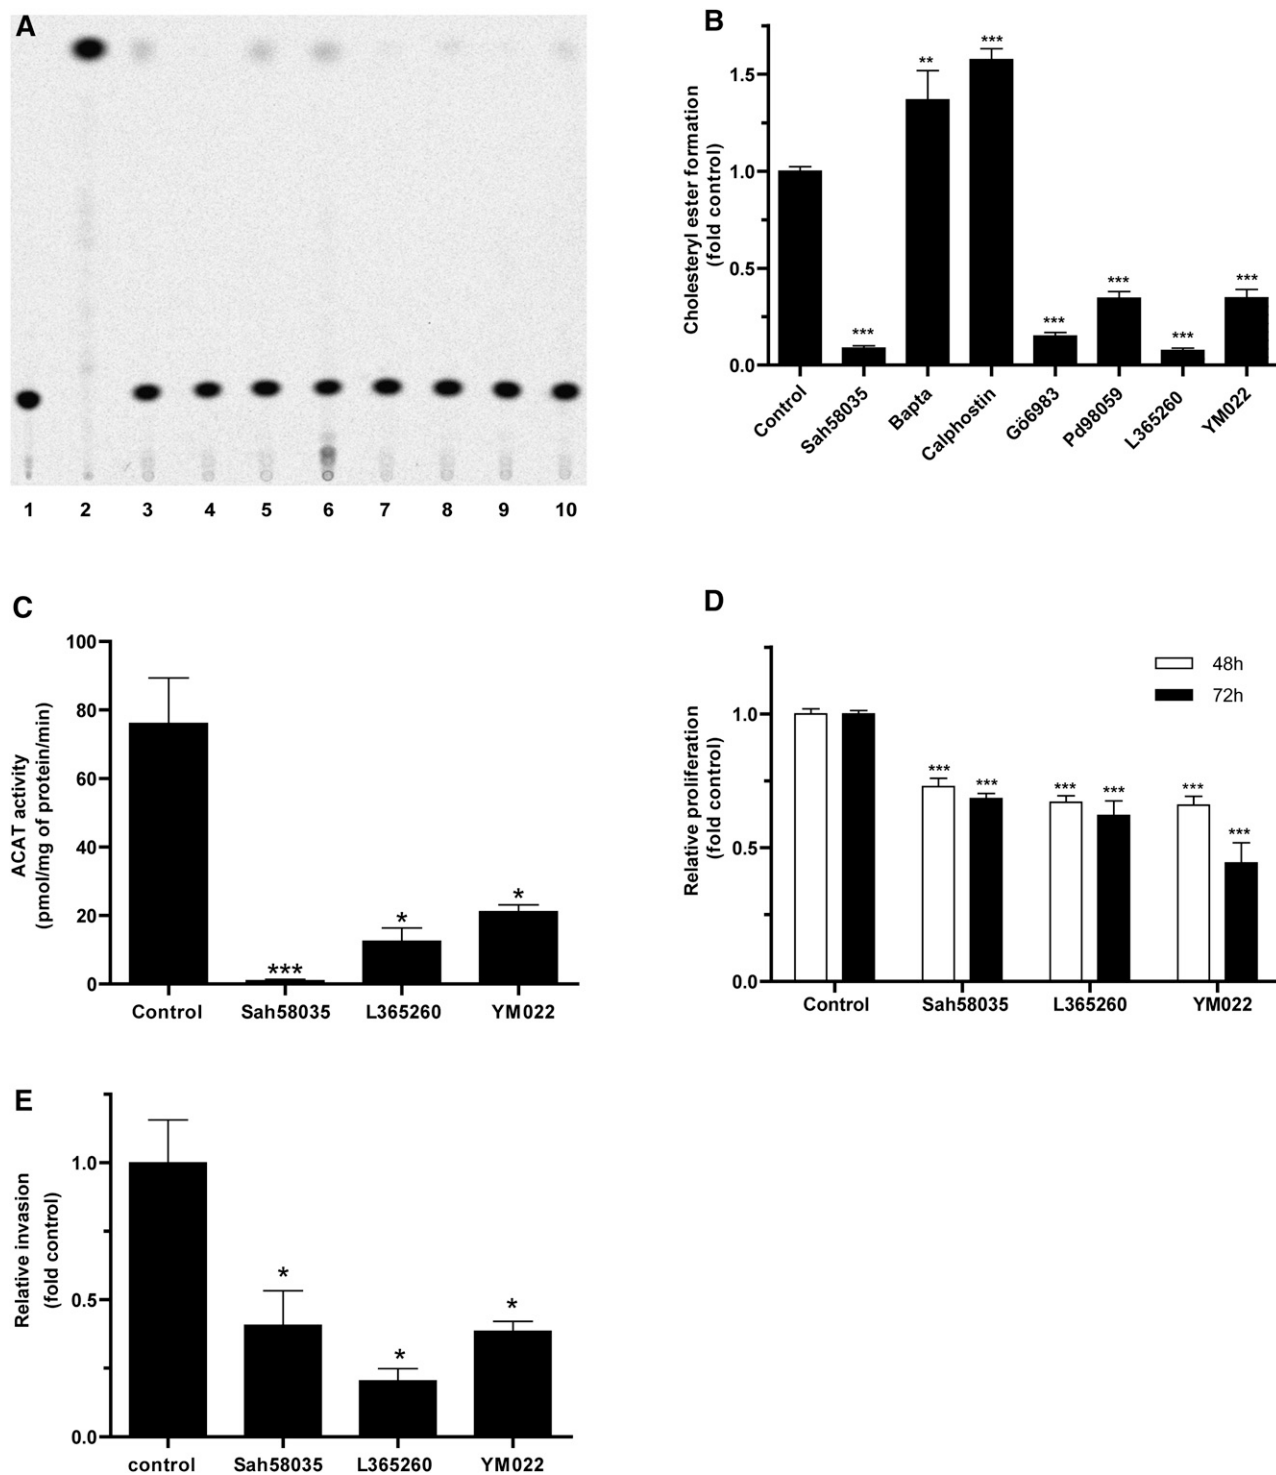 A
1 2 3 4 5 6 7 8 9 10
B
Cholesteryl ester formation
(fold control)
1.5
1.0
0.5
0.0
**
***
***
***
***
***
***
Control
Sah58035
Bapta
Calphostin
Gö6983
Pd98059
L365260
YM022
C
ACAT activity
(pmol/mg of protein/min)
100
80
60
40
20
0
***
*
*
Control Sah58035 L365260 YM022
D
Relative proliferation
(fold control)
1.0
0.5
0.0
48h
72h
*** *** *** *** *** ***
Control Sah58035 L365260 YM022
E
Relative invasion
(fold control)
1.0
0.5
0.0
*
*
*
control Sah58035 L365260 YM022